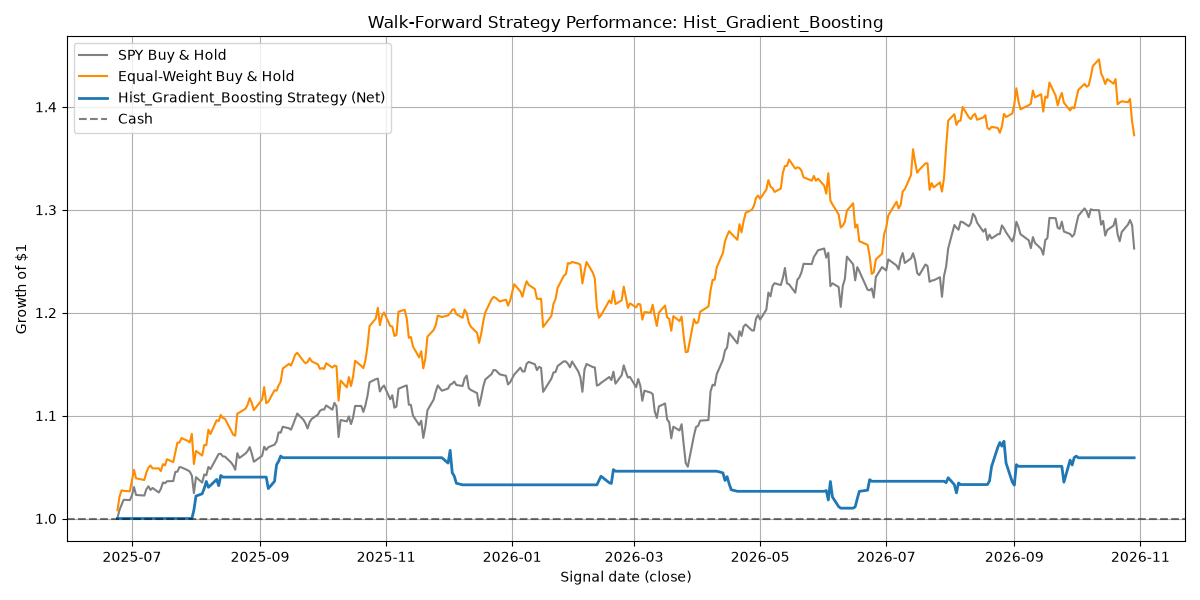 Walk-Forward Strategy Performance: Hist_Gradient_Boosting
SPY Buy & Hold
Equal-Weight Buy & Hold
Hist_Gradient_Boosting Strategy (Net)
Cash
Growth of $1
1.4
1.3
1.2
1.1
1.0
2025-07
2025-09
2025-11
2026-01
2026-03
2026-05
2026-07
2026-09
2026-11
Signal date (close)